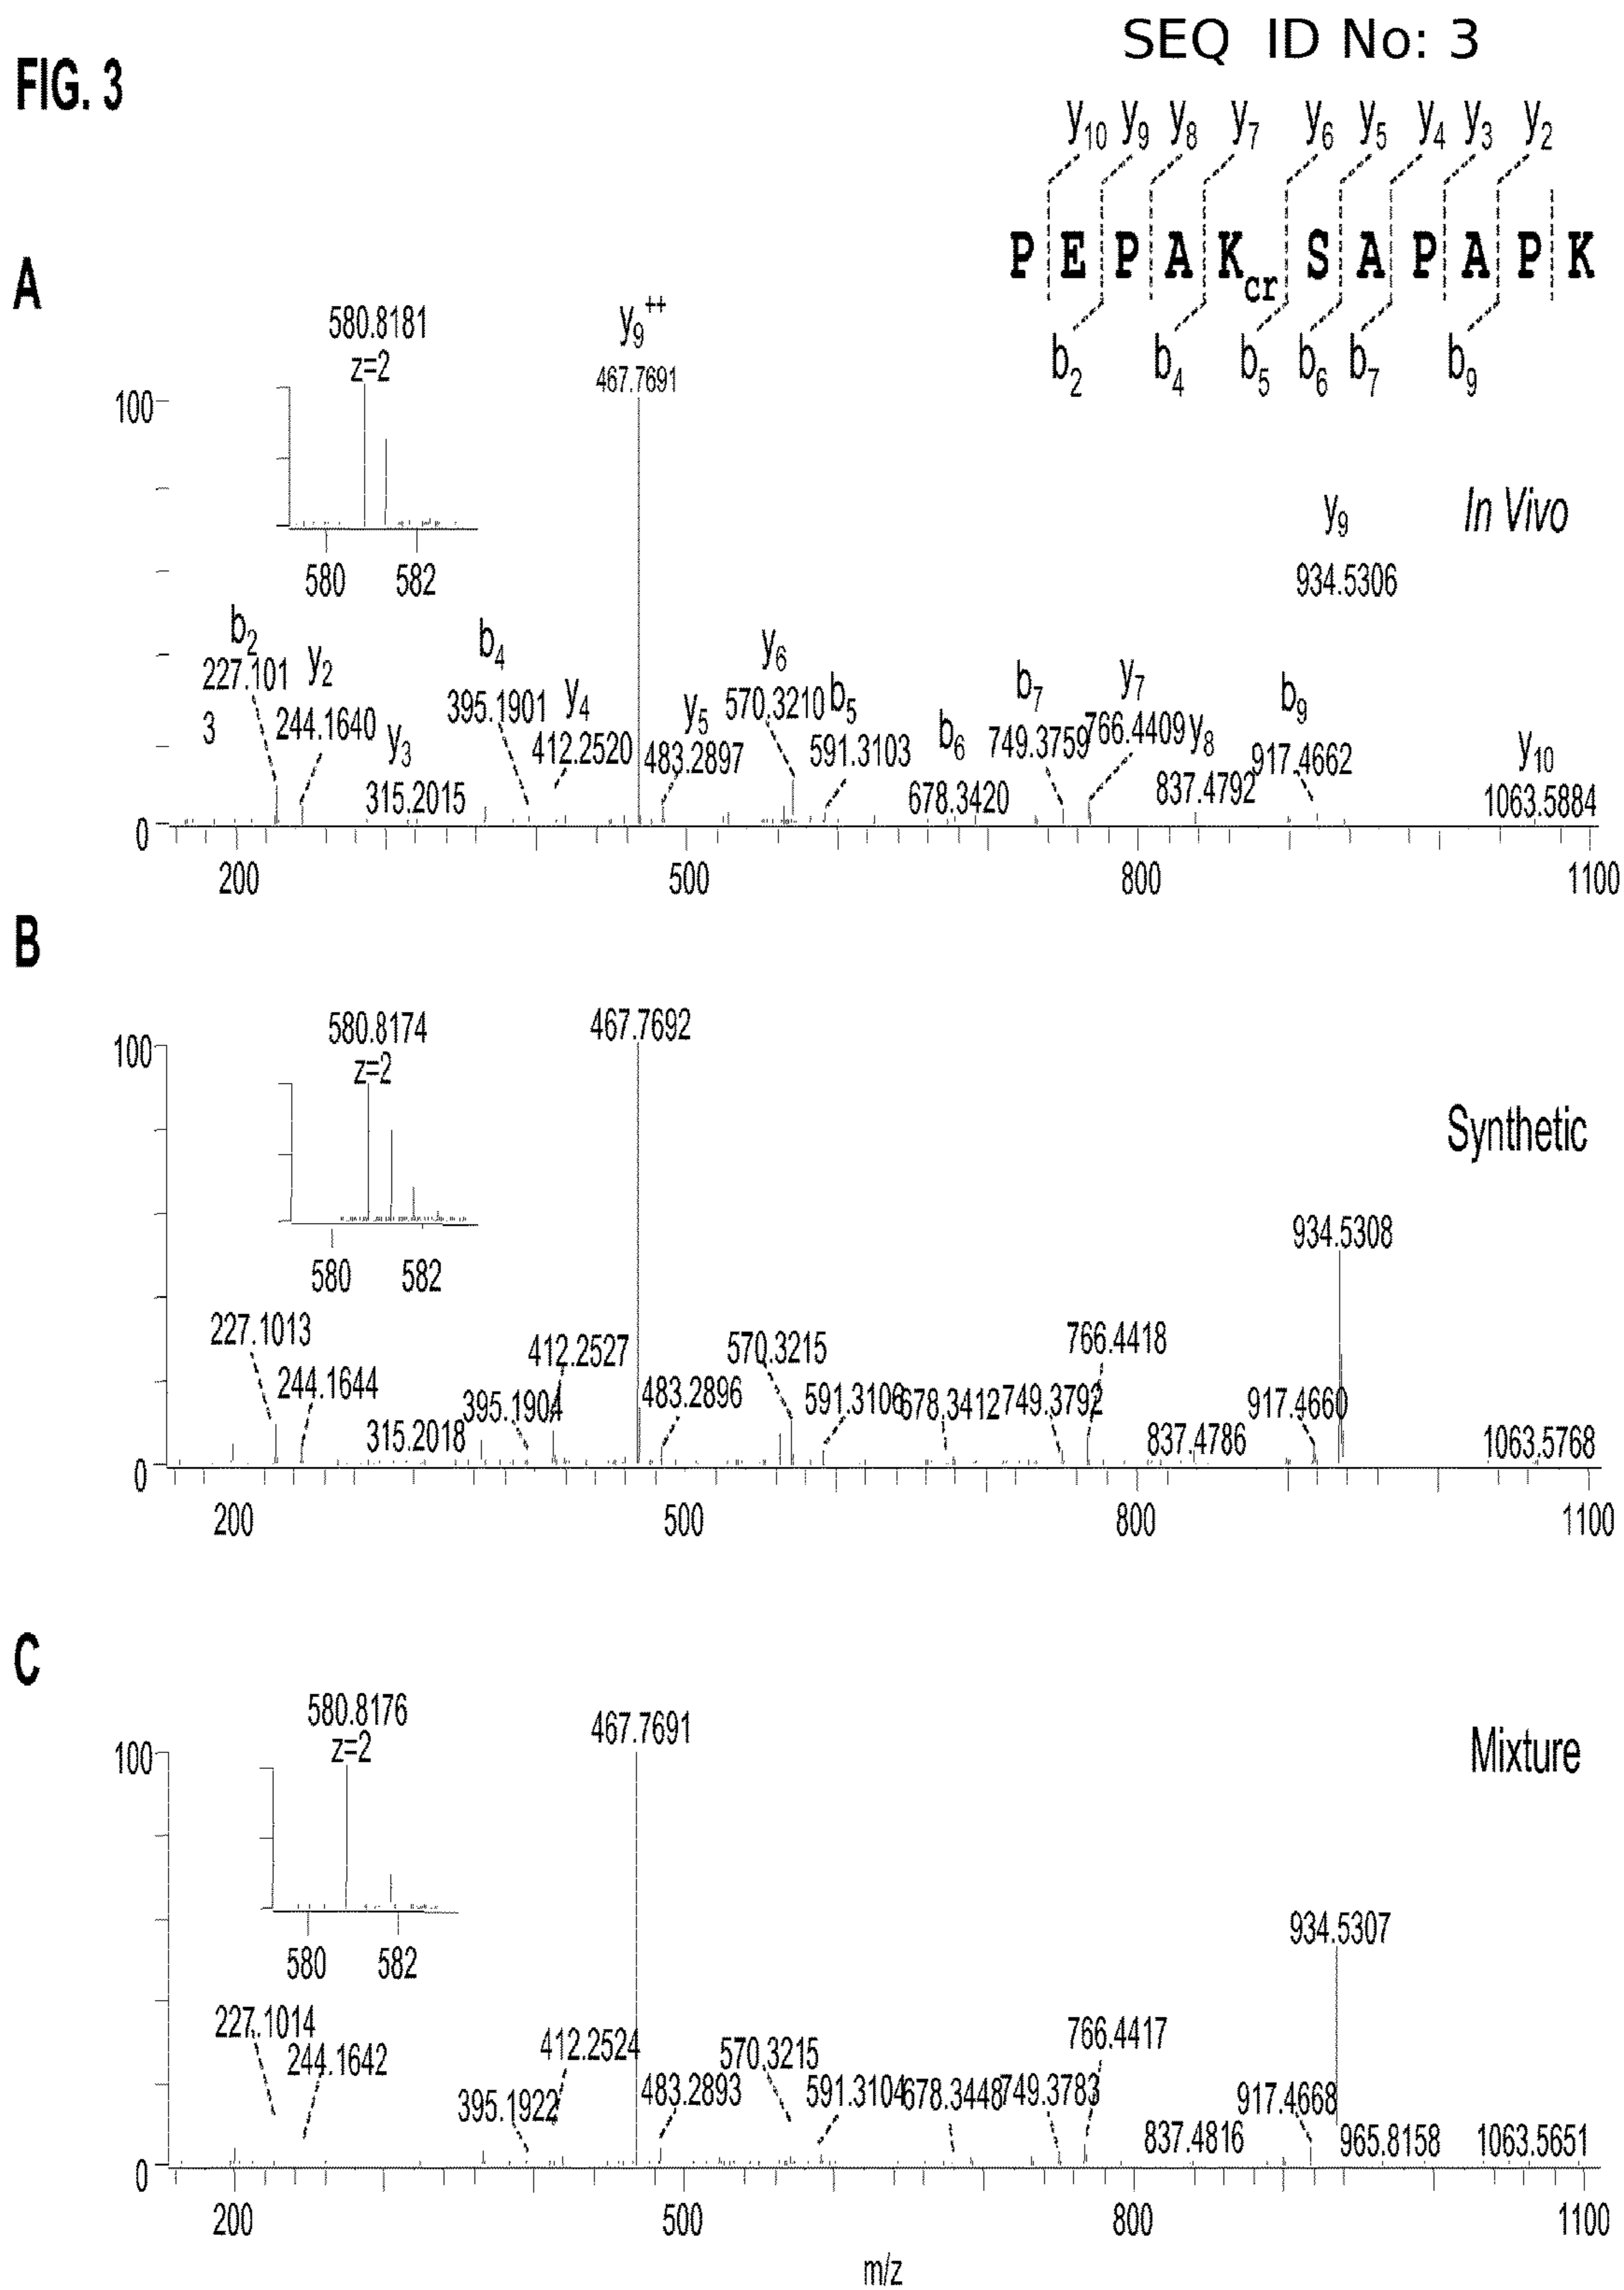 SEQ ID No: 3
FIG. 3
y10 y9 y8 y7 y6 y5 y4 y3 y2
P E P A Kcr S A P A P K
b2 b4 b5 b6 b7 b9
A
580.8181
z=2
y9++
467.7691
100
580 582
In Vivo
y9
934.5306
b2
227.101
3
y2
244.1640
y3
315.2015
b4
395.1901
y4
412.2520
y5
483.2897
y6
570.3210
b5
591.3103
b6
678.3420
b7
749.3759
y7
766.4409
y8
837.4792
b9
917.4662
y10
1063.5884
0
200 500 800 1100
B
580.8174
z=2
467.6792
100
Synthetic
580 582
934.5308
227.1013
244.1644
315.2018
395.1904
412.2527
483.2896
570.3215
591.3106
678.3412
749.3792
766.4418
837.4786
917.4660
1063.5768
0
200 500 800 1100
C
580.8176
z=2
467.7691
100
Mixture
580 582
934.5307
227.1014
244.1642
395.1922
412.2524
483.2893
570.3215
591.3104
678.3448
749.3783
766.4417
837.4816
917.4668
965.8158
1063.5651
0
200 500 800 1100
m/z